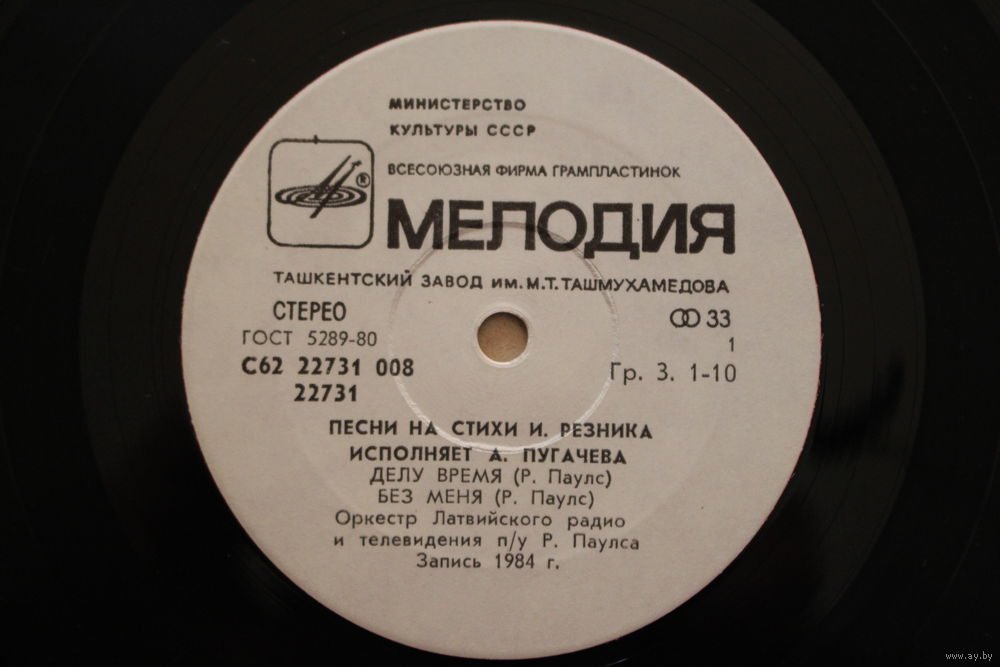 МИНИСТЕРСТВО
КУЛЬТУРЫ СССР
ВСЕСОЮЗНАЯ ФИРМА ГРАМПЛАСТИНОК
®
МЕЛОДИЯ
ТАШКЕНТСКИЙ ЗАВОД ИМ. М.Т. ТАШМУХАМЕДОВА
СТЕРЕО
33
ГОСТ 5289-80
1
С62 22731 008
Гр. 3. 1-10
22731
ПЕСНИ НА СТИХИ И. РЕЗНИКА
ИСПОЛНЯЕТ А. ПУГАЧЕВА
ДЕЛУ ВРЕМЯ (Р. Паулс)
БЕЗ МЕНЯ (Р. Паулс)
Оркестр Латвийского радио
и телевидения п/у Р. Паулса
Запись 1984 г.
www.ay.by